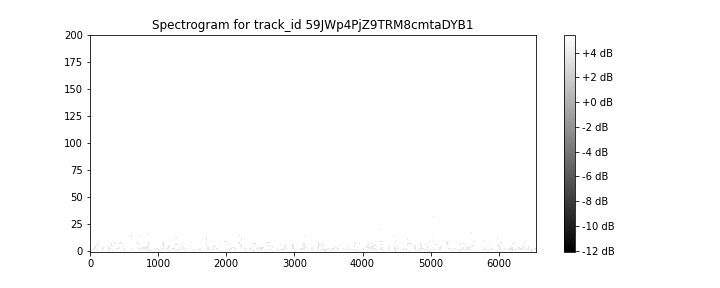 Spectrogram for track_id 59JWp4PjZ9TRM8cmtaDYB1
200
175
150
125
100
75
50
25
0
0 1000 2000 3000 4000 5000 6000
+4 dB
+2 dB
+0 dB
-2 dB
-4 dB
-6 dB
-8 dB
-10 dB
-12 dB